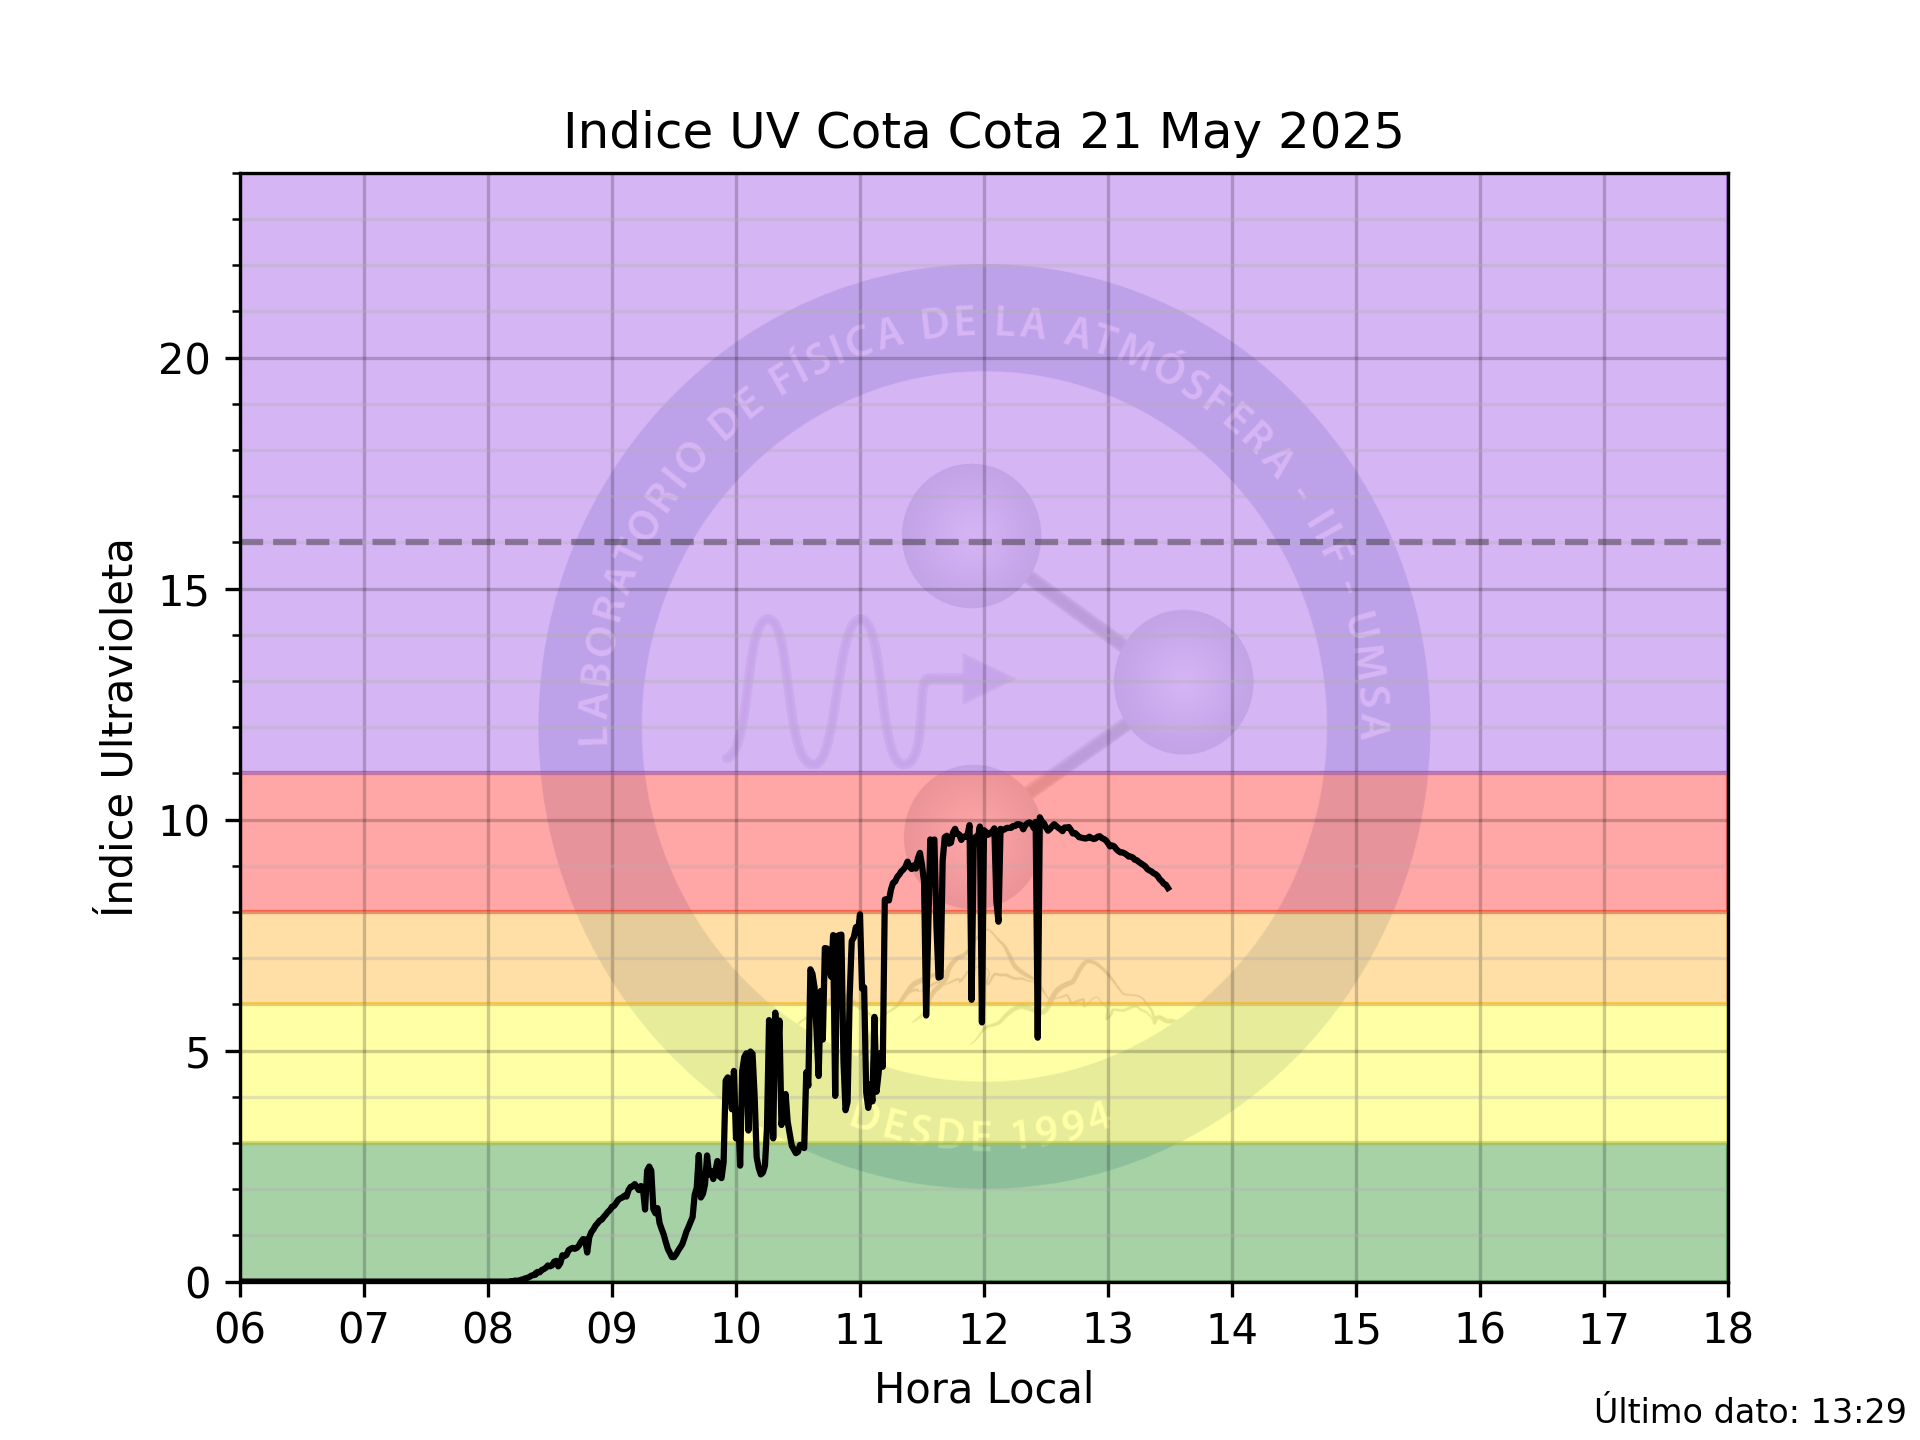 Indice UV Cota Cota 21 May 2025
Índice Ultravioleta
20
15
10
5
0
LABORATORIO DE FÍSICA DE LA ATMÓSFERA - IIF - UMSA
DESDE 1994
06 07 08 09 10 11 12 13 14 15 16 17 18
Hora Local
Último dato: 13:29